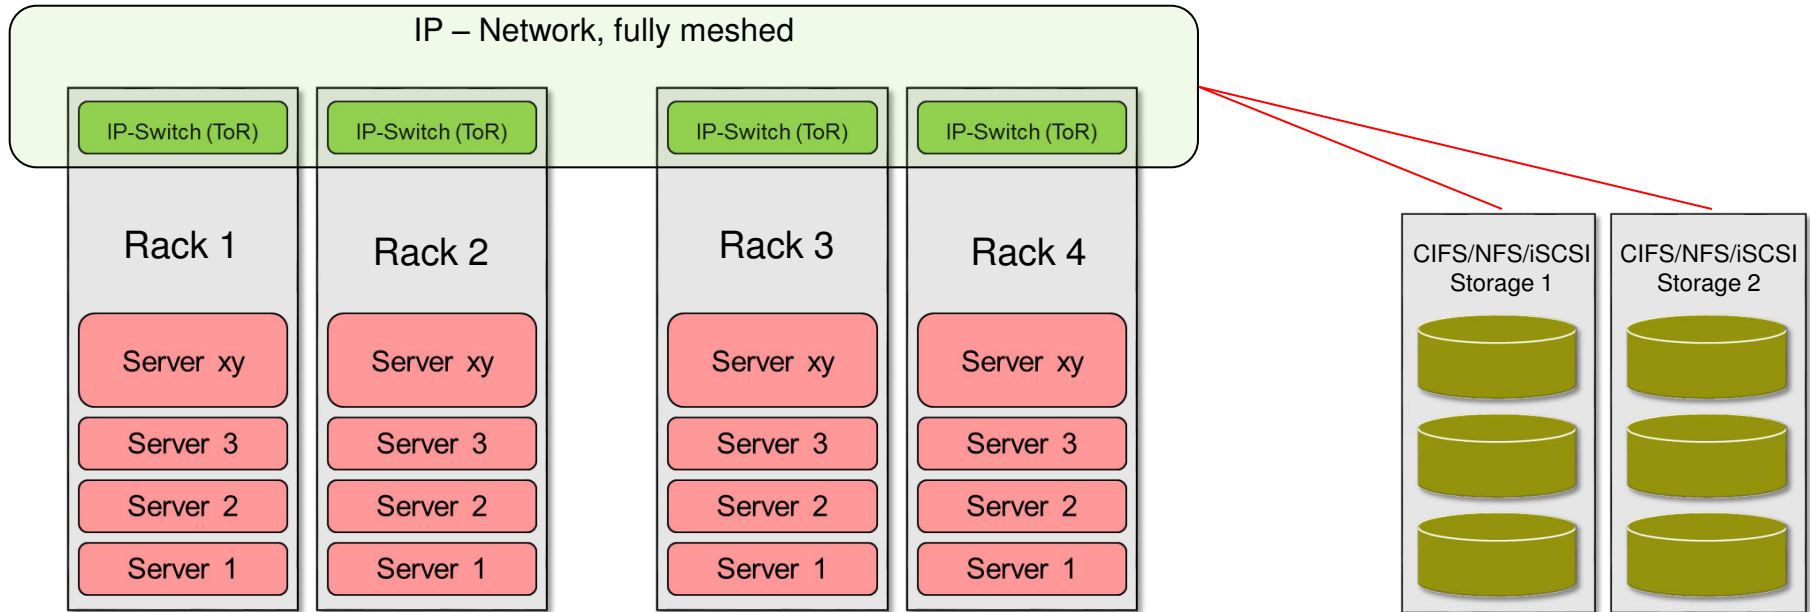 IP – Network, fully meshed
IP-Switch (ToR)
IP-Switch (ToR)
IP-Switch (ToR)
IP-Switch (ToR)
Rack 1
Rack 2
Rack 3
Rack 4
CIFS/NFS/iSCSI
Storage 1
CIFS/NFS/iSCSI
Storage 2
Server xy
Server xy
Server xy
Server xy
Server 3
Server 3
Server 3
Server 3
Server 2
Server 2
Server 2
Server 2
Server 1
Server 1
Server 1
Server 1